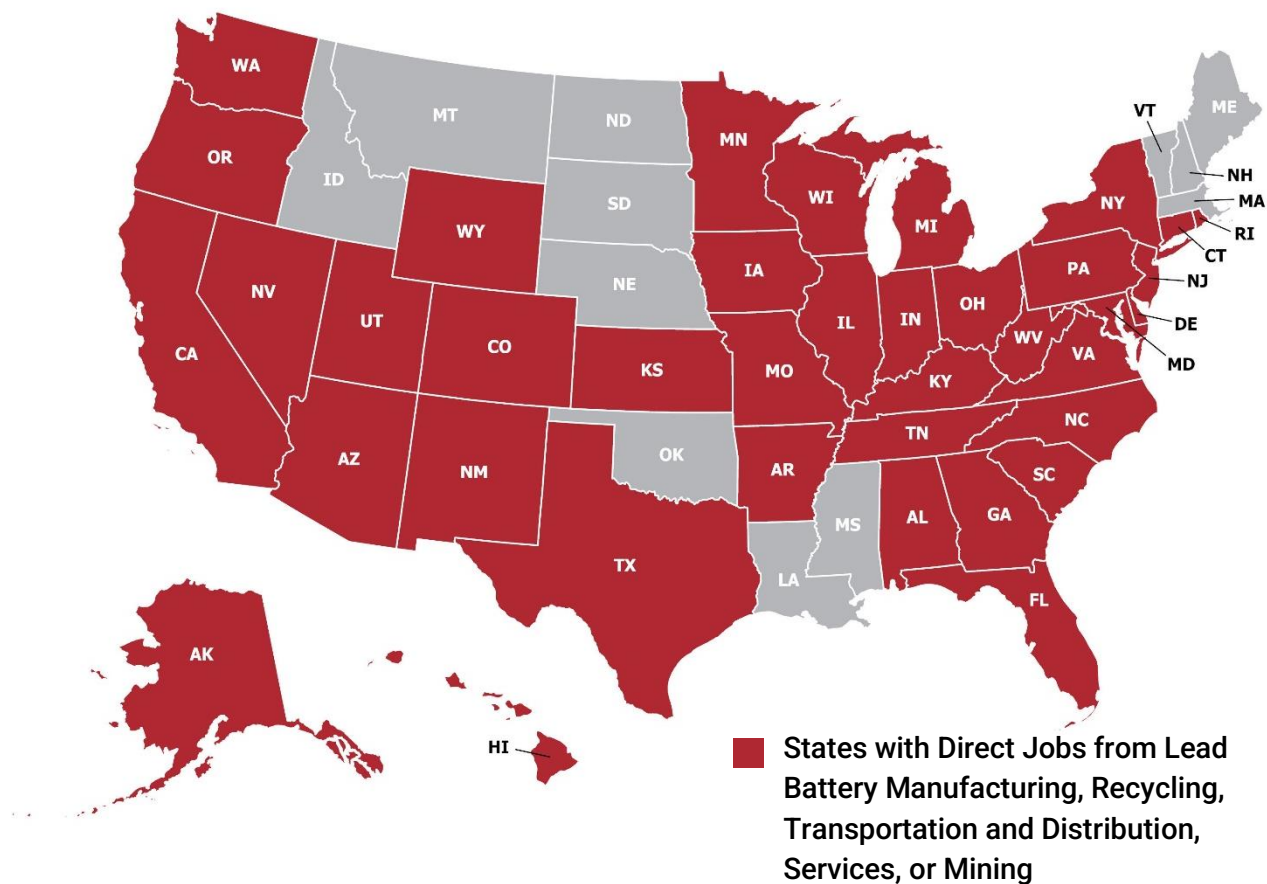 WA
MT
ND
MN
VT
ME
OR
ID
SD
WI
MI
NY
NH
MA
RI
CT
WY
IA
PA
NJ
NE
NV
UT
CO
IL
IN
OH
DE
CA
KS
MO
WV
VA
MD
KY
AZ
NM
OK
AR
TN
NC
SC
MS
AL
GA
TX
LA
FL
AK
HI
States with Direct Jobs from Lead
Battery Manufacturing, Recycling,
Transportation and Distribution,
Services, or Mining